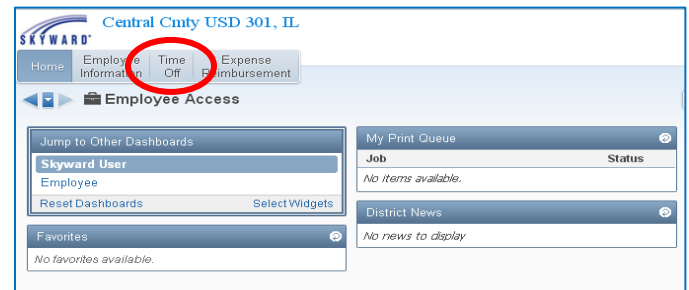 Central Cmty USD 301, IL
SKYWARD
Home
Employee Information
Time Off
Expense Reimbursement
Employee Access
Jump to Other Dashboards
Skyward User
Employee
Reset Dashboards Select Widgets
Favorites
No favorites available.
My Print Queue
Job Status
No items available.
District News
No news to display